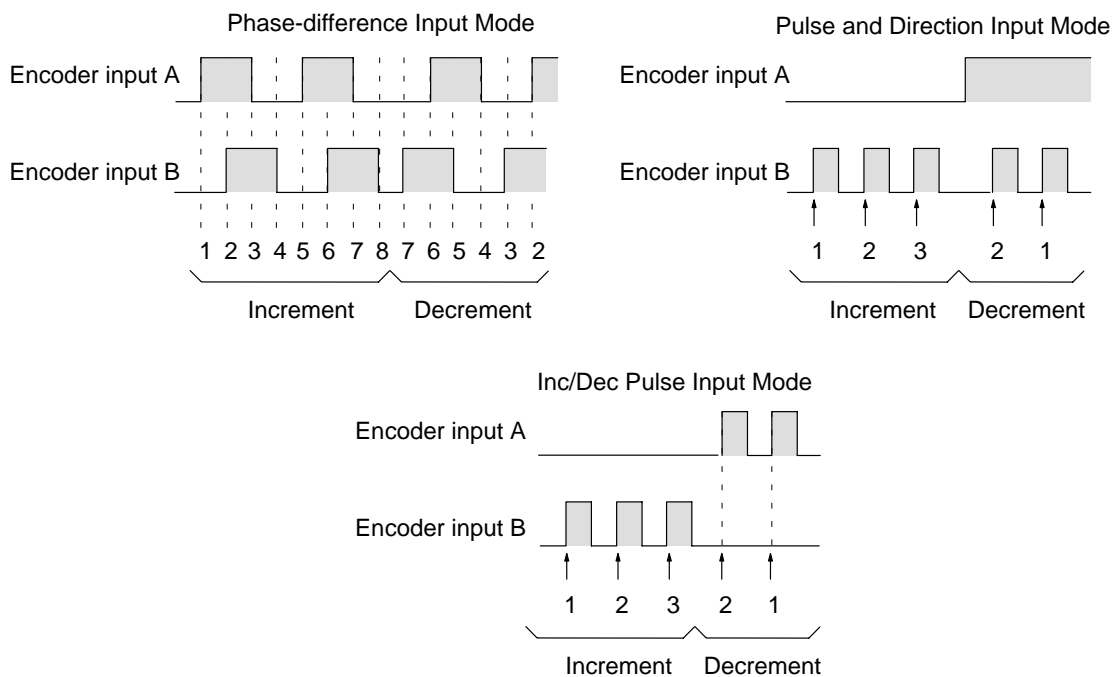 Phase-difference Input Mode
Encoder input A
Encoder input B
1 2 3 4 5 6 7 8 7 6 5 4 3 2
Increment Decrement
Pulse and Direction Input Mode
Encoder input A
Encoder input B
1 2 3 2 1
Increment Decrement
Inc/Dec Pulse Input Mode
Encoder input A
Encoder input B
1 2 3 2 1
Increment Decrement